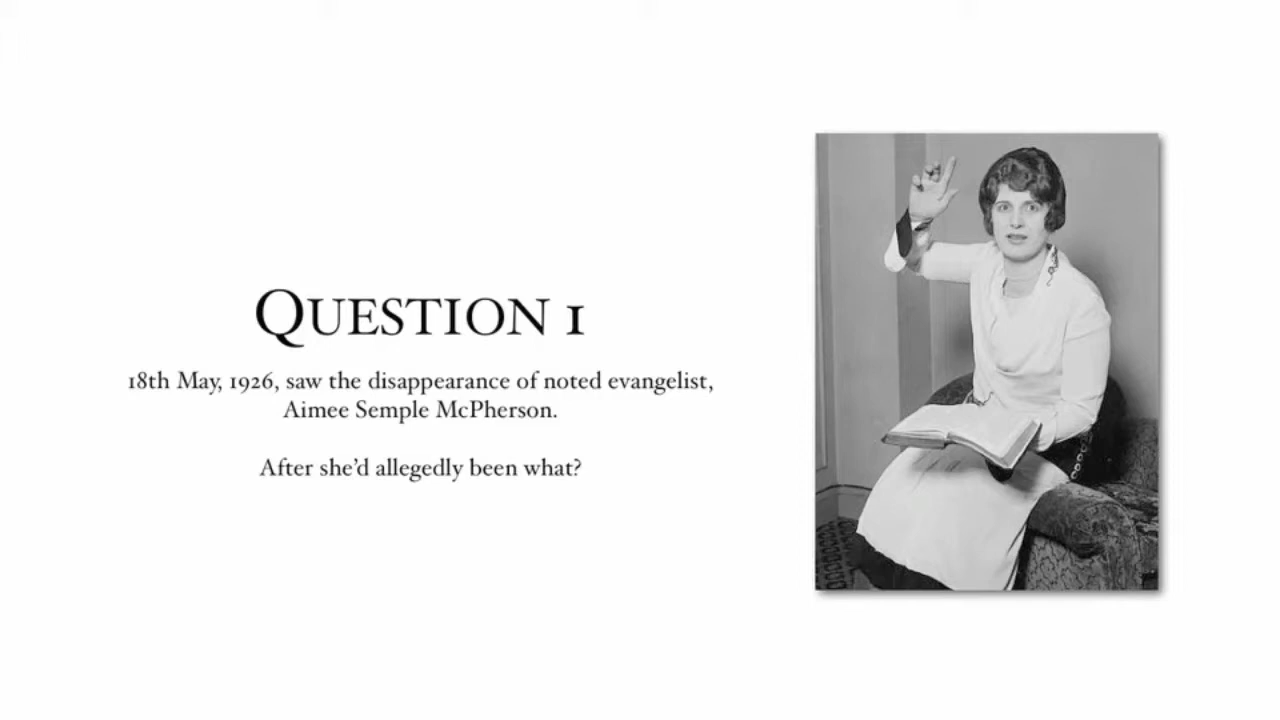 QUESTION 1
18th May, 1926, saw the disappearance of noted evangelist,
Aimee Semple McPherson.
After she’d allegedly been what?